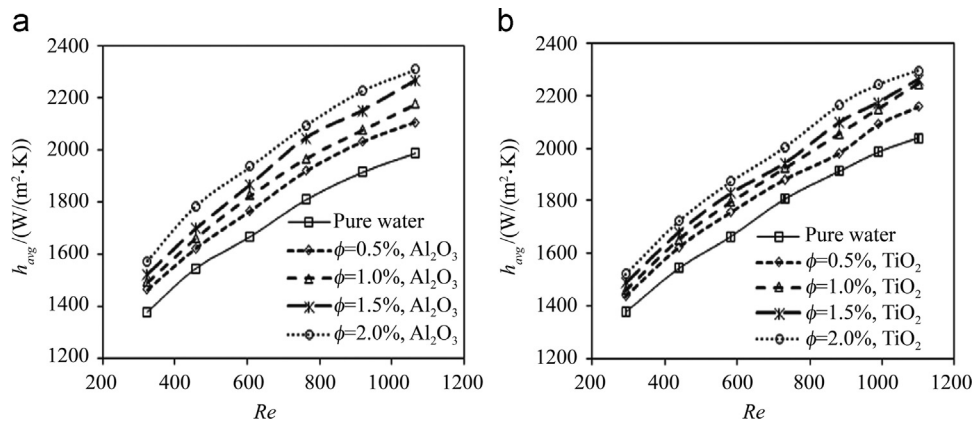 a
2400
2200
2000
1800
1600
1400
1200
200 400 600 800 1000 1200
h_avg/(W/(m²·K))
Re
Pure water
ϕ=0.5%, Al₂O₃
ϕ=1.0%, Al₂O₃
ϕ=1.5%, Al₂O₃
ϕ=2.0%, Al₂O₃
b
2400
2200
2000
1800
1600
1400
1200
200 400 600 800 1000 1200
h_avg/(W/(m²·K))
Re
Pure water
ϕ=0.5%, TiO₂
ϕ=1.0%, TiO₂
ϕ=1.5%, TiO₂
ϕ=2.0%, TiO₂